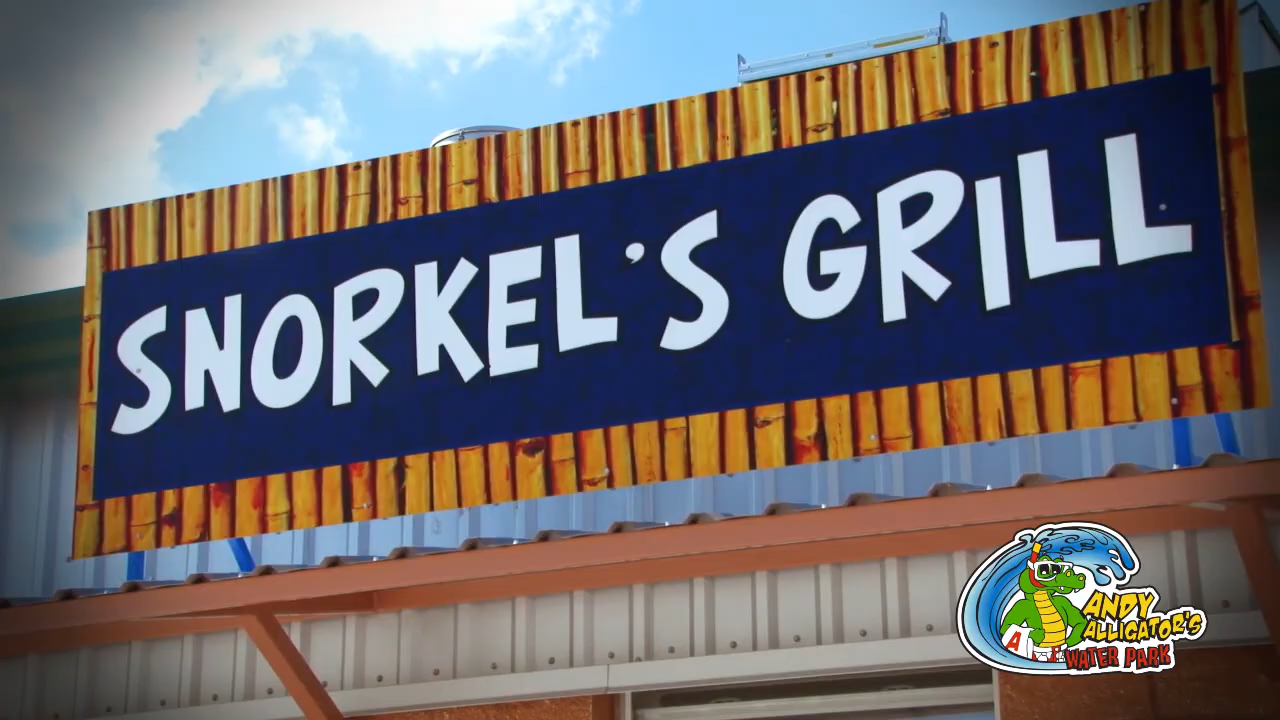 SNORKEL'S GRILL
ANDY
ALLIGATOR'S
WATER PARK
A